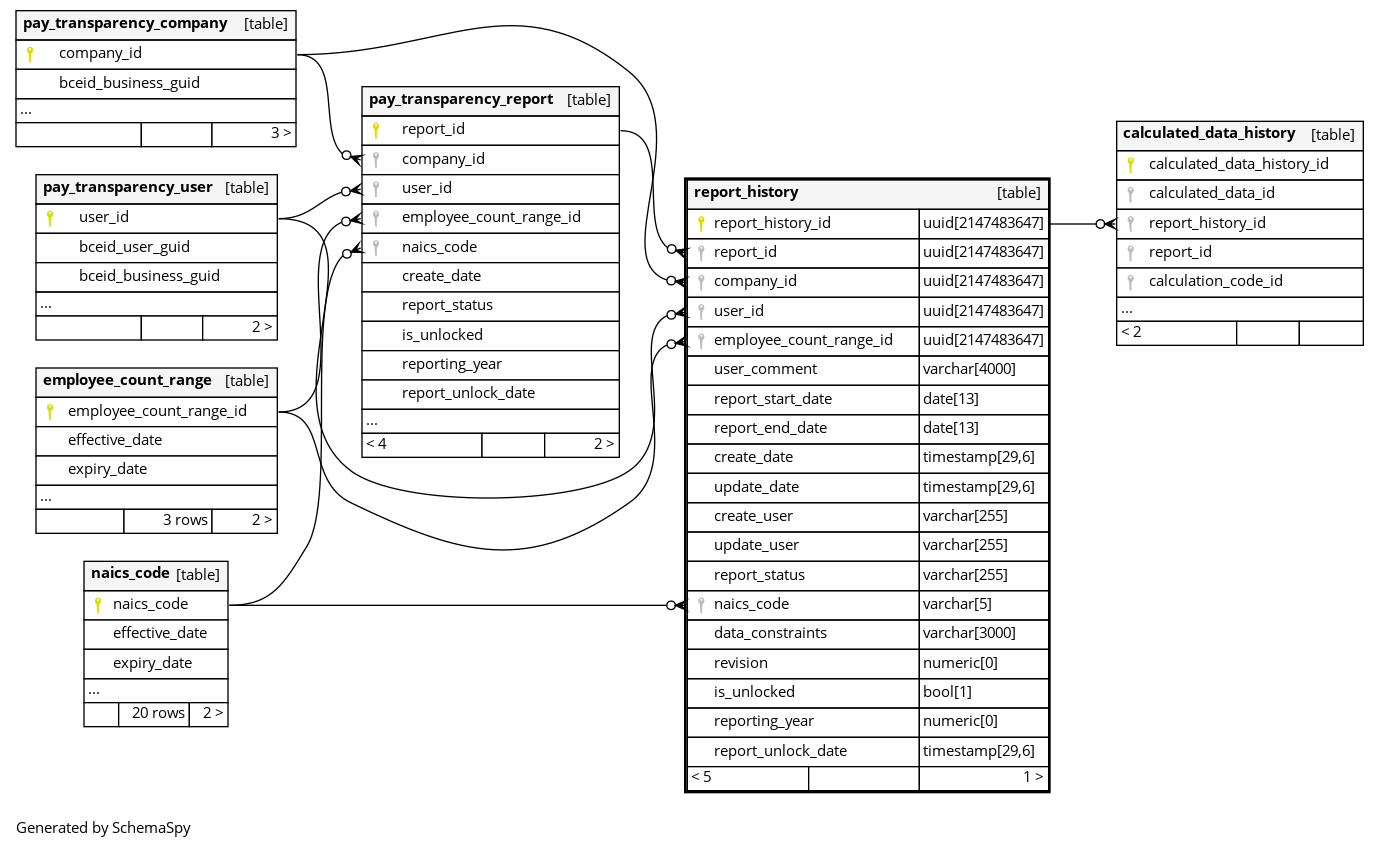 pay_transparency_company [table]
company_id
bceid_business_guid
...
3 >
pay_transparency_user [table]
user_id
bceid_user_guid
bceid_business_guid
...
2 >
employee_count_range [table]
employee_count_range_id
effective_date
expiry_date
...
3 rows 2 >
naics_code [table]
naics_code
effective_date
expiry_date
...
20 rows 2 >
pay_transparency_report [table]
report_id
company_id
user_id
employee_count_range_id
naics_code
create_date
report_status
is_unlocked
reporting_year
report_unlock_date
...
< 4 2 >
report_history [table]
report_history_id uuid[2147483647]
report_id uuid[2147483647]
company_id uuid[2147483647]
user_id uuid[2147483647]
employee_count_range_id uuid[2147483647]
user_comment varchar[4000]
report_start_date date[13]
report_end_date date[13]
create_date timestamp[29,6]
update_date timestamp[29,6]
create_user varchar[255]
update_user varchar[255]
report_status varchar[255]
naics_code varchar[5]
data_constraints varchar[3000]
revision numeric[0]
is_unlocked bool[1]
reporting_year numeric[0]
report_unlock_date timestamp[29,6]
< 5 1 >
calculated_data_history [table]
calculated_data_history_id
calculated_data_id
report_history_id
report_id
calculation_code_id
...
< 2
Generated by SchemaSpy